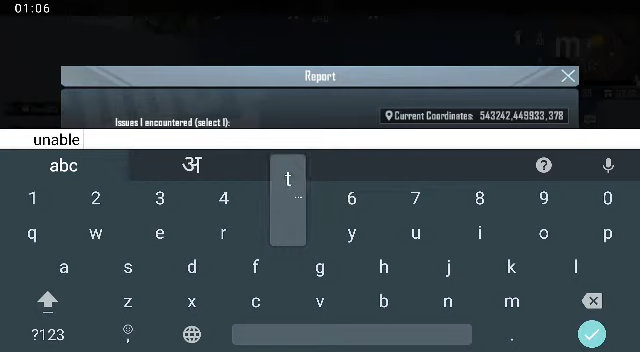 01:06
m
Report
Issues I encountered (select 1):
Current Coordinates: 543242,449933,378
unable
abc अ ?
t
...
1 2 3 4 6 7 8 9 0
q w e r y u i o p
a s d f g h j k l
z x c v b n m
?123 , .